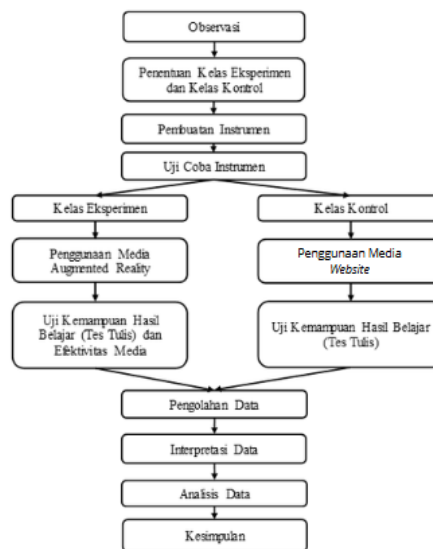 Observasi
Penentuan Kelas Eksperimen
dan Kelas Kontrol
Pembuatan Instrumen
Uji Coba Instrumen
Kelas Eksperimen
Kelas Kontrol
Penggunaan Media
Augmented Reality
Penggunaan Media
Website
Uji Kemampuan Hasil
Belajar (Tes Tulis) dan
Efektivitas Media
Uji Kemampuan Hasil Belajar
(Tes Tulis)
Pengolahan Data
Interpretasi Data
Analisis Data
Kesimpulan